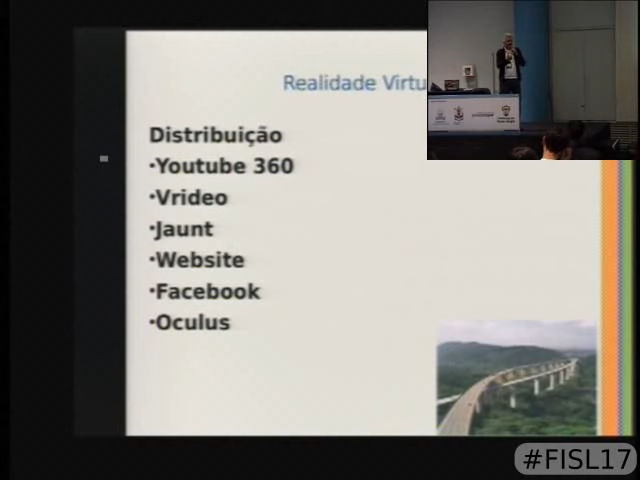 Realidade Virtu
Distribuição
•Youtube 360
•Vrideo
•Jaunt
•Website
•Facebook
•Oculus
#FISL17